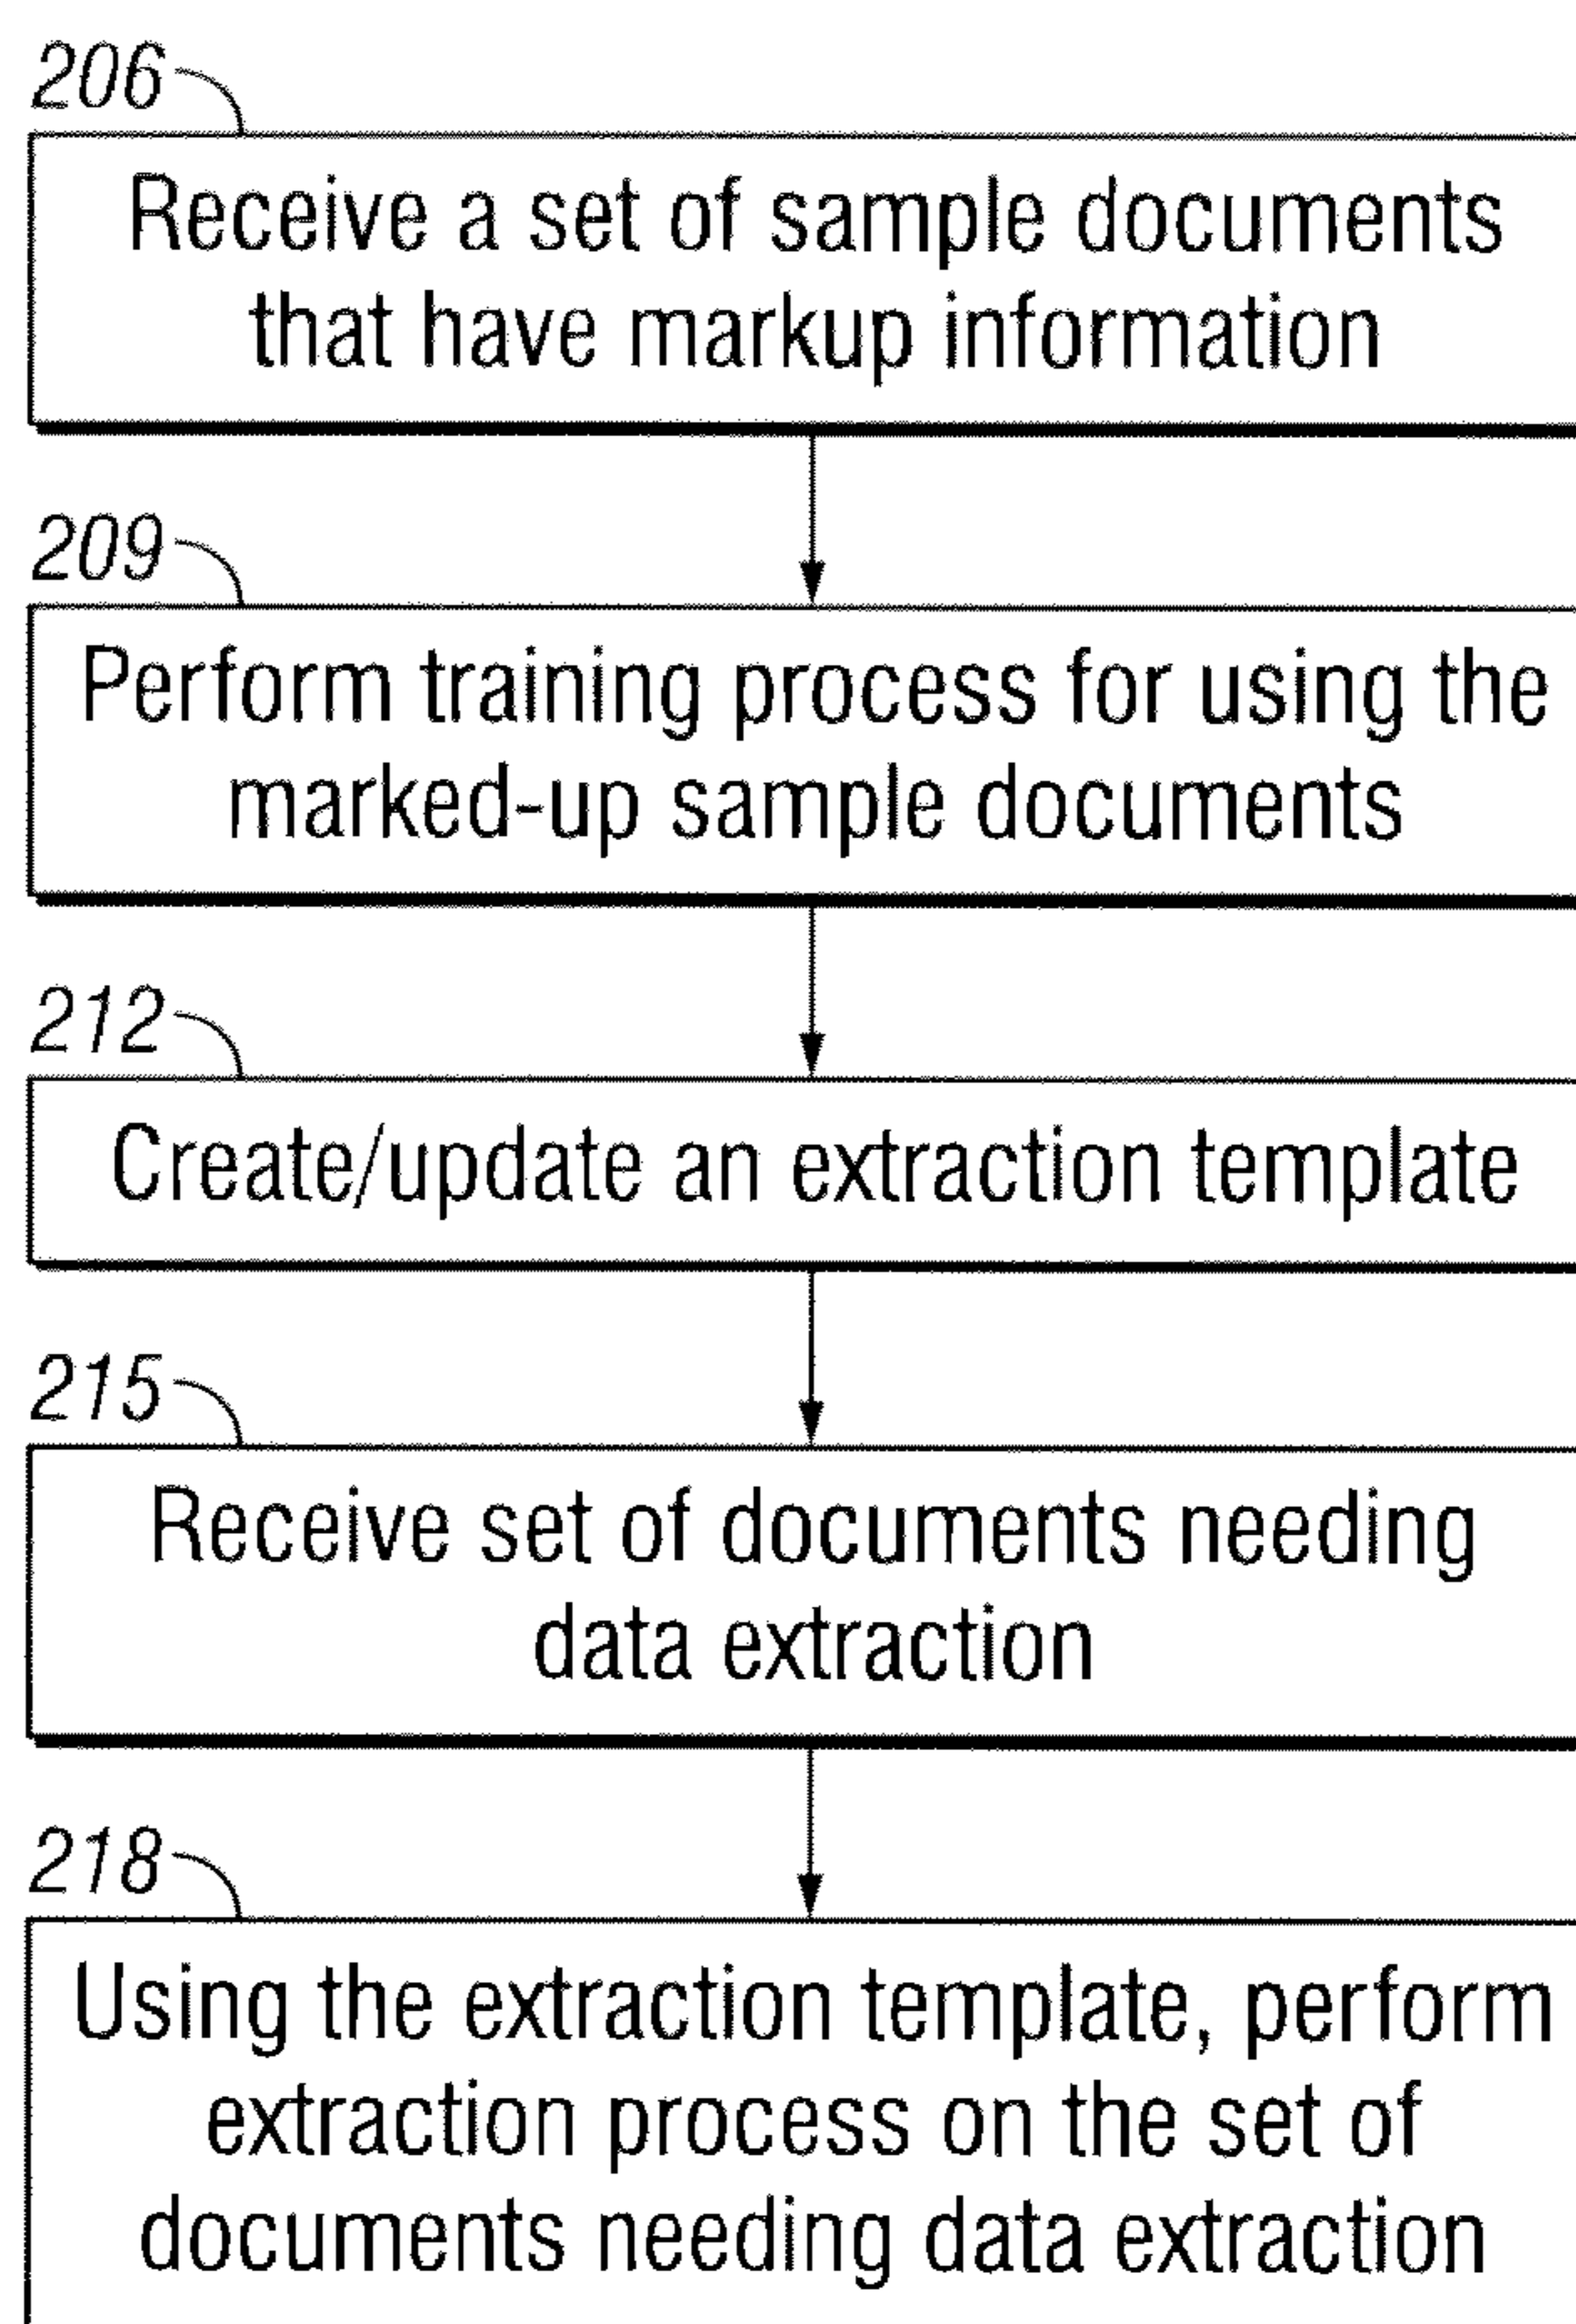 206
Receive a set of sample documents
that have markup information
209
Perform training process for using the
marked-up sample documents
212
Create/update an extraction template
215
Receive set of documents needing
data extraction
218
Using the extraction template, perform
extraction process on the set of
documents needing data extraction